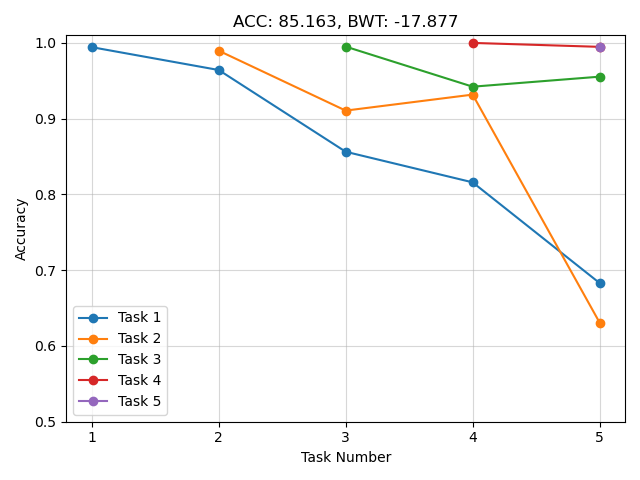 ACC: 85.163, BWT: -17.877
1.0
0.9
0.8
0.7
0.6
0.5
Accuracy
Task 1
Task 2
Task 3
Task 4
Task 5
1 2 3 4 5
Task Number